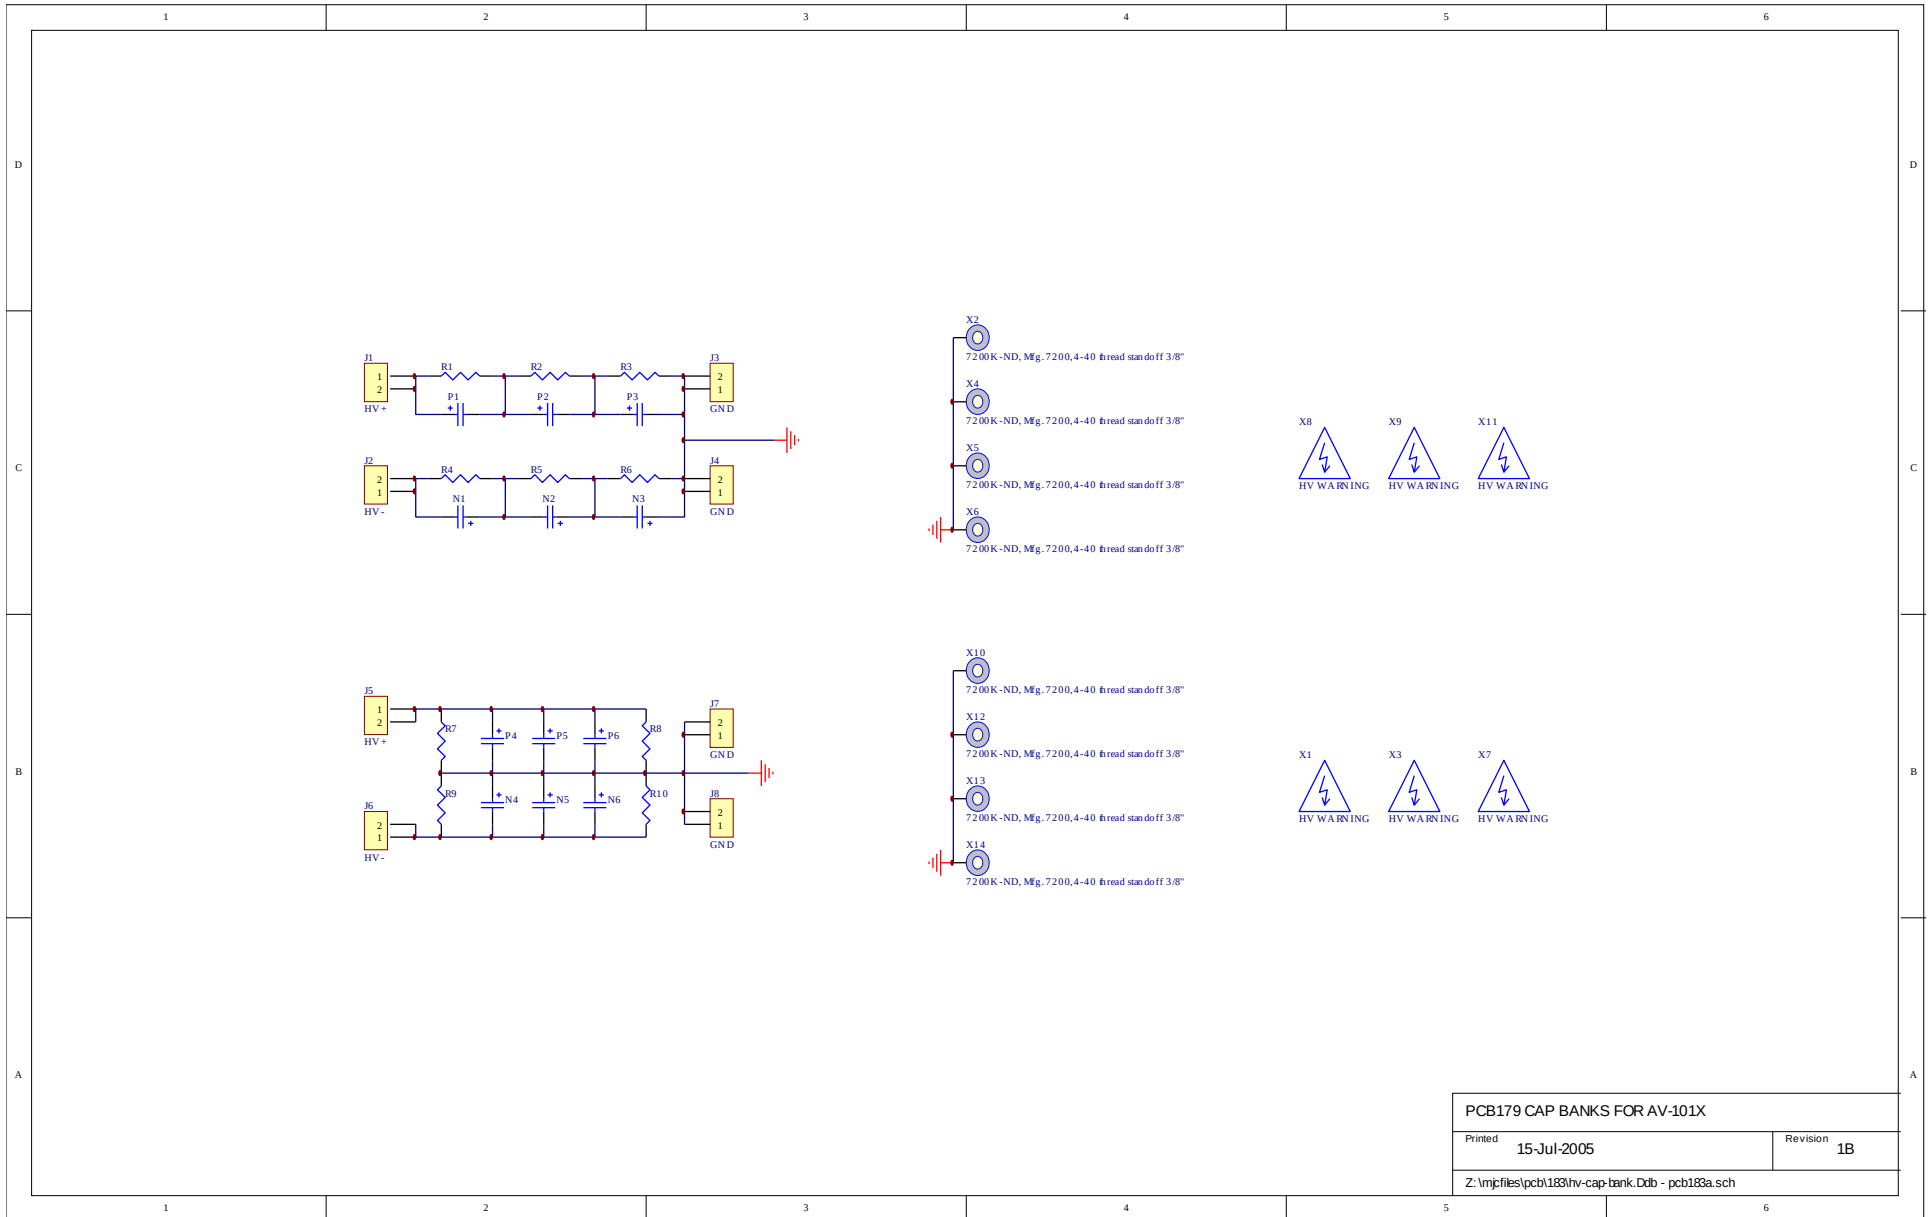 1 2 3 4 5 6
D D
C C
B B
A A
J1
1
2
HV+
R1 R2 R3
P1 P2 P3
+ + +
J3
2
1
GND
J2
2
1
HV-
R4 R5 R6
N1 N2 N3
+ + +
J4
2
1
GND
X2
7200K-ND, Mfg. 7200, 4-40 thread standoff 3/8"
X4
7200K-ND, Mfg. 7200, 4-40 thread standoff 3/8"
X5
7200K-ND, Mfg. 7200, 4-40 thread standoff 3/8"
X6
7200K-ND, Mfg. 7200, 4-40 thread standoff 3/8"
X8 X9 X11
HV WARNING HV WARNING HV WARNING
J5
1
2
HV+
R7 P4 P5 P6 R8
+ + +
J7
2
1
GND
J6
2
1
HV-
R9 N4 N5 N6 R10
+ + +
J8
2
1
GND
X10
7200K-ND, Mfg. 7200, 4-40 thread standoff 3/8"
X12
7200K-ND, Mfg. 7200, 4-40 thread standoff 3/8"
X13
7200K-ND, Mfg. 7200, 4-40 thread standoff 3/8"
X14
7200K-ND, Mfg. 7200, 4-40 thread standoff 3/8"
X1 X3 X7
HV WARNING HV WARNING HV WARNING
PCB179 CAP BANKS FOR AV-101X
Printed 15-Jul-2005 Revision 1B
Z:\mjcfiles\pcb\183\hv-cap-bank.Ddb - pcb183a.sch
1 2 3 4 5 6